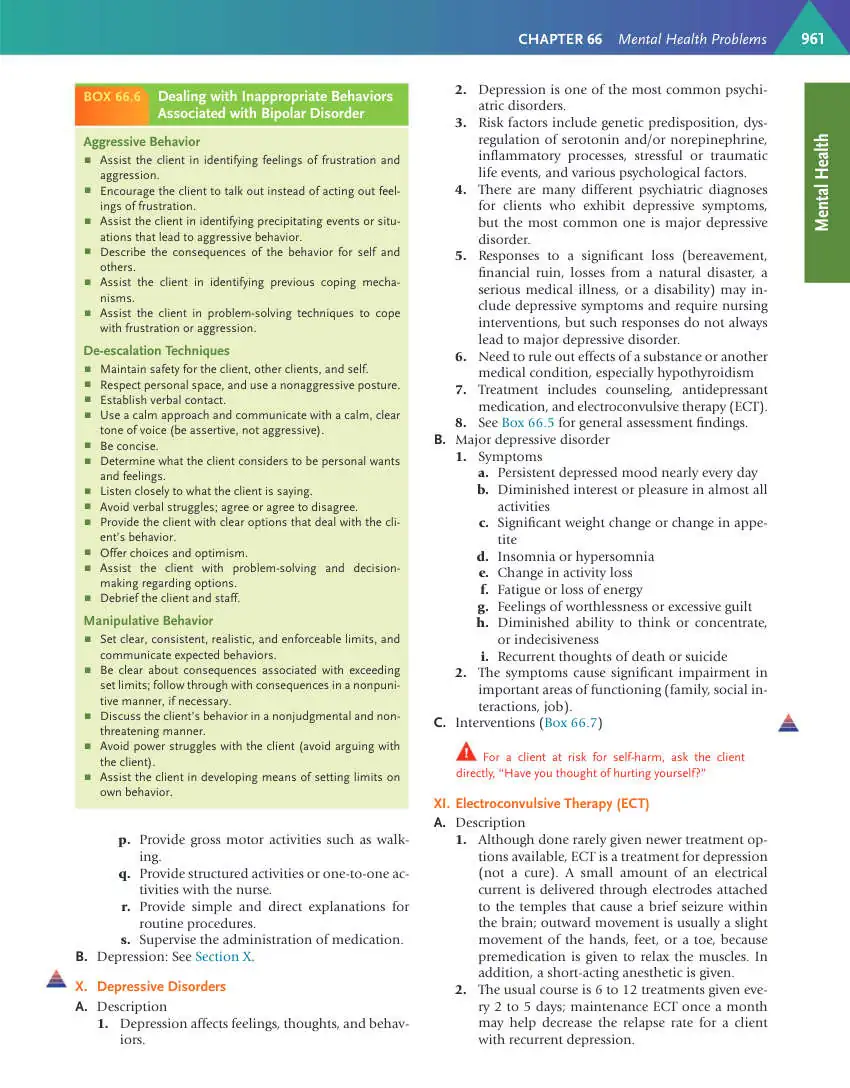 CHAPTER 66 Mental Health Problems 961
Mental Health
BOX 66.6 Dealing with Inappropriate Behaviors
Associated with Bipolar Disorder
Aggressive Behavior
■ Assist the client in identifying feelings of frustration and
aggression.
■ Encourage the client to talk out instead of acting out feel-
ings of frustration.
■ Assist the client in identifying precipitating events or situ-
ations that lead to aggressive behavior.
■ Describe the consequences of the behavior for self and
others.
■ Assist the client in identifying previous coping mecha-
nisms.
■ Assist the client in problem-solving techniques to cope
with frustration or aggression.
De-escalation Techniques
■ Maintain safety for the client, other clients, and self.
■ Respect personal space, and use a nonaggressive posture.
■ Establish verbal contact.
■ Use a calm approach and communicate with a calm, clear
tone of voice (be assertive, not aggressive).
■ Be concise.
■ Determine what the client considers to be personal wants
and feelings.
■ Listen closely to what the client is saying.
■ Avoid verbal struggles; agree or agree to disagree.
■ Provide the client with clear options that deal with the cli-
ent's behavior.
■ Offer choices and optimism.
■ Assist the client with problem-solving and decision-
making regarding options.
■ Debrief the client and staff.
Manipulative Behavior
■ Set clear, consistent, realistic, and enforceable limits, and
communicate expected behaviors.
■ Be clear about consequences associated with exceeding
set limits; follow through with consequences in a nonpuni-
tive manner, if necessary.
■ Discuss the client's behavior in a nonjudgmental and non-
threatening manner.
■ Avoid power struggles with the client (avoid arguing with
the client).
■ Assist the client in developing means of setting limits on
own behavior.
p. Provide gross motor activities such as walk-
ing.
q. Provide structured activities or one-to-one ac-
tivities with the nurse.
r. Provide simple and direct explanations for
routine procedures.
s. Supervise the administration of medication.
B. Depression: See Section X.
X. Depressive Disorders
A. Description
1. Depression affects feelings, thoughts, and behav-
iors.
2. Depression is one of the most common psychi-
atric disorders.
3. Risk factors include genetic predisposition, dys-
regulation of serotonin and/or norepinephrine,
inflammatory processes, stressful or traumatic
life events, and various psychological factors.
4. There are many different psychiatric diagnoses
for clients who exhibit depressive symptoms,
but the most common one is major depressive
disorder.
5. Responses to a significant loss (bereavement,
financial ruin, losses from a natural disaster, a
serious medical illness, or a disability) may in-
clude depressive symptoms and require nursing
interventions, but such responses do not always
lead to major depressive disorder.
6. Need to rule out effects of a substance or another
medical condition, especially hypothyroidism
7. Treatment includes counseling, antidepressant
medication, and electroconvulsive therapy (ECT).
8. See Box 66.5 for general assessment findings.
B. Major depressive disorder
1. Symptoms
a. Persistent depressed mood nearly every day
b. Diminished interest or pleasure in almost all
activities
c. Significant weight change or change in appe-
tite
d. Insomnia or hypersomnia
e. Change in activity loss
f. Fatigue or loss of energy
g. Feelings of worthlessness or excessive guilt
h. Diminished ability to think or concentrate,
or indecisiveness
i. Recurrent thoughts of death or suicide
2. The symptoms cause significant impairment in
important areas of functioning (family, social in-
teractions, job).
C. Interventions (Box 66.7)
For a client at risk for self-harm, ask the client
directly, "Have you thought of hurting yourself?"
XI. Electroconvulsive Therapy (ECT)
A. Description
1. Although done rarely given newer treatment op-
tions available, ECT is a treatment for depression
(not a cure). A small amount of an electrical
current is delivered through electrodes attached
to the temples that cause a brief seizure within
the brain; outward movement is usually a slight
movement of the hands, feet, or a toe, because
premedication is given to relax the muscles. In
addition, a short-acting anesthetic is given.
2. The usual course is 6 to 12 treatments given eve-
ry 2 to 5 days; maintenance ECT once a month
may help decrease the relapse rate for a client
with recurrent depression.